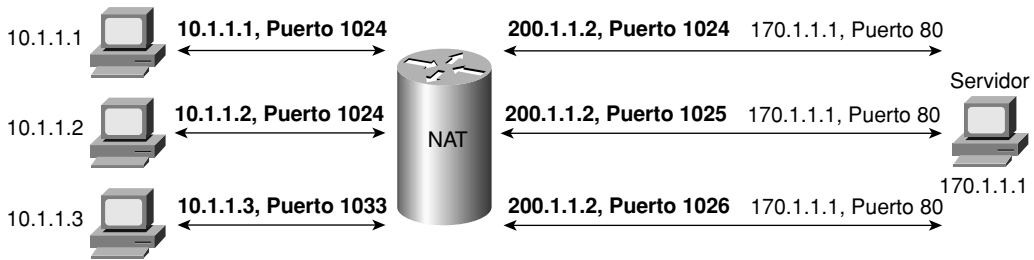 10.1.1.1
10.1.1.1, Puerto 1024
200.1.1.2, Puerto 1024
170.1.1.1, Puerto 80
Servidor
10.1.1.2
10.1.1.2, Puerto 1024
NAT
200.1.1.2, Puerto 1025
170.1.1.1, Puerto 80
170.1.1.1
10.1.1.3
10.1.1.3, Puerto 1033
200.1.1.2, Puerto 1026
170.1.1.1, Puerto 80